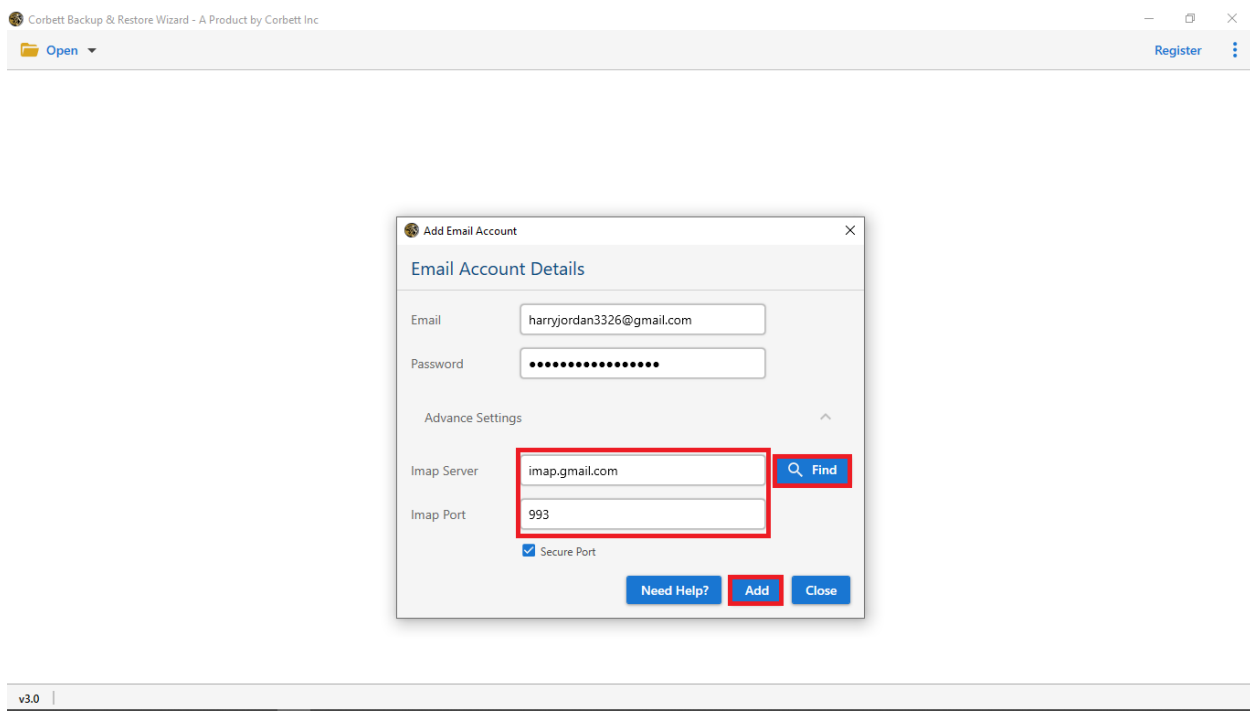 Corbett Backup & Restore Wizard - A Product by Corbett Inc
Open Register
Add Email Account
Email Account Details
Email harryjordan3326@gmail.com
Password •••••••••••••••••
Advance Settings
Imap Server imap.gmail.com Find
Imap Port 993
Secure Port
Need Help? Add Close
v3.0